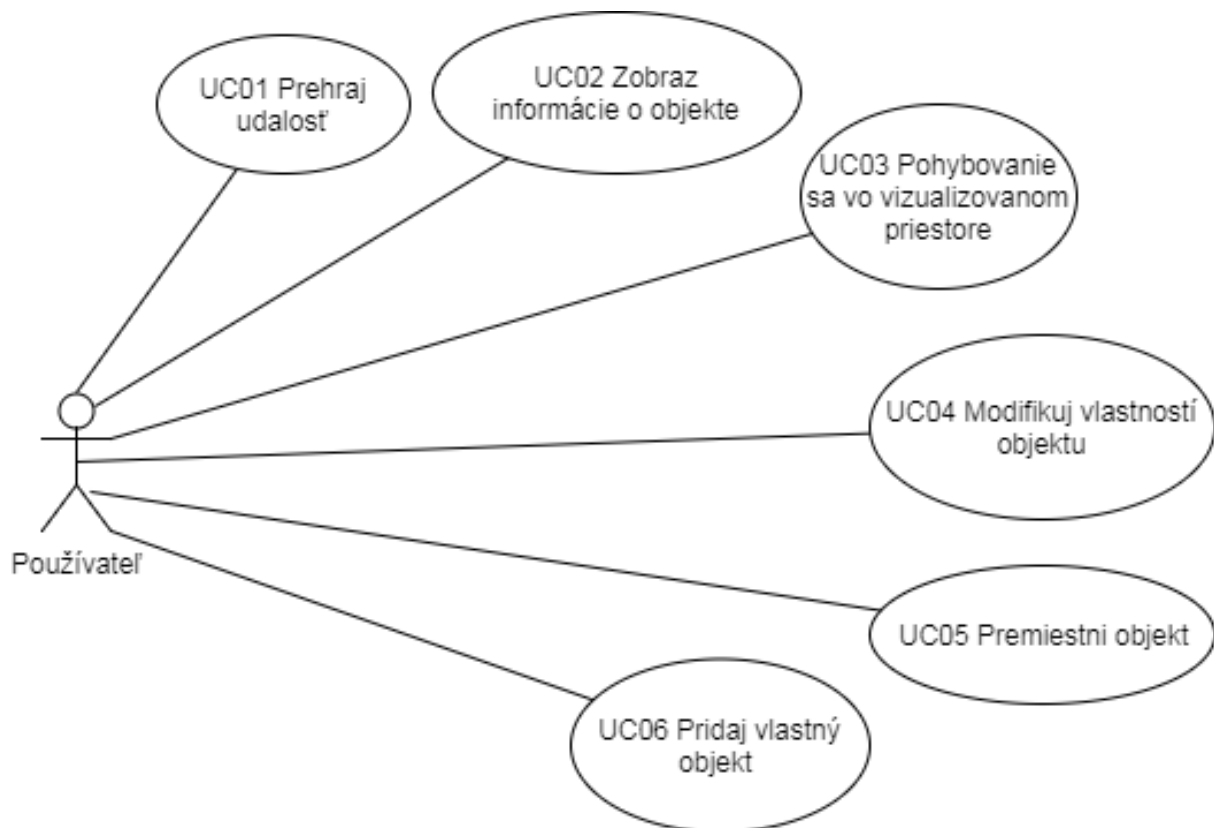 UC01 Prehraj
udalosť
UC02 Zobraz
informácie o objekte
UC03 Pohybovanie
sa vo vizualizovanom
priestore
UC04 Modifikuj vlastností
objektu
Používateľ
UC05 Premiestni objekt
UC06 Pridaj vlastný
objekt